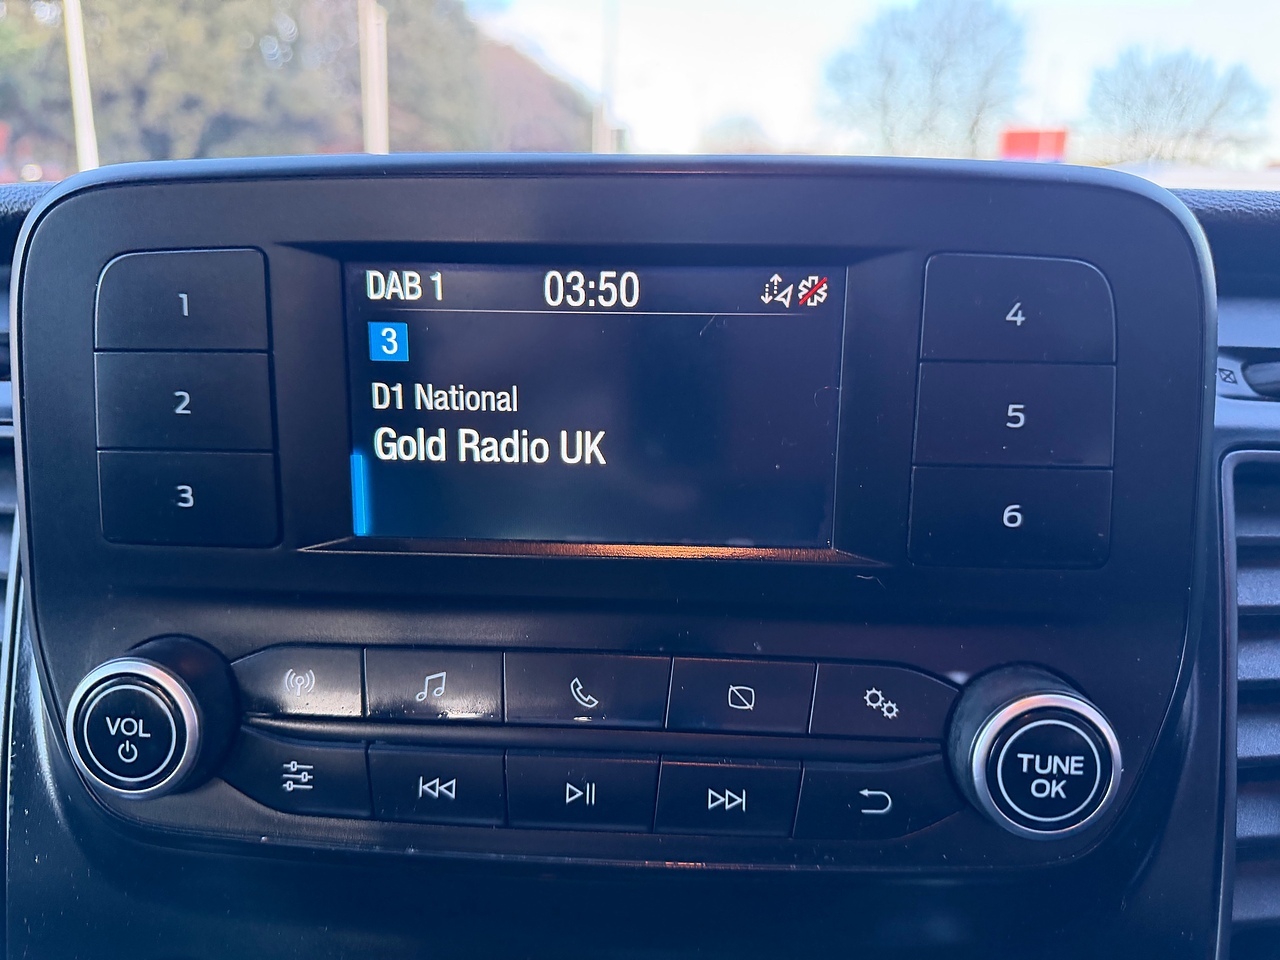 DAB 1 03:50
3
D1 National
Gold Radio UK
1
2
3
4
5
6
VOL
TUNE
OK